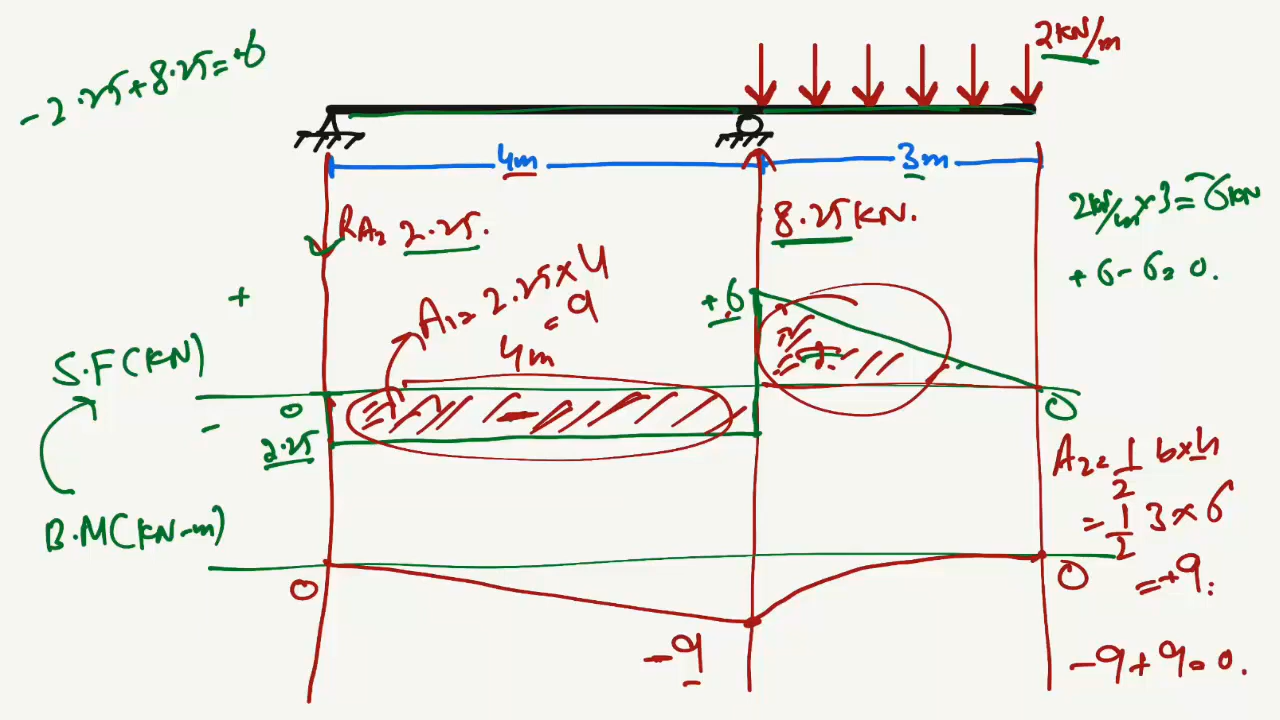 -2.25+8.25=+6
2KN/m
4m
3m
RA= 2.25.
8.25KN.
2KN/m×3=6KN
+6-6=0.
A1=2.25×4
=9
4m
+
+6
S.F(KN)
0
-
-
0
2.25
A2=1/2 b×h
=1/2 3×6
=+9.
B.M(KN-m)
0
0
-9
-9+9=0.